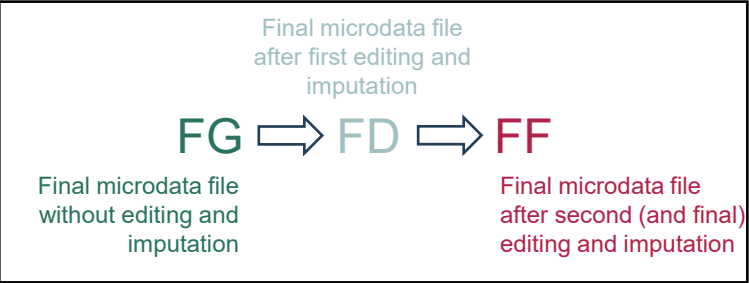 Final microdata file
after first editing and
imputation
FG FD FF
Final microdata file
without editing and
imputation
Final microdata file
after second (and final)
editing and imputation